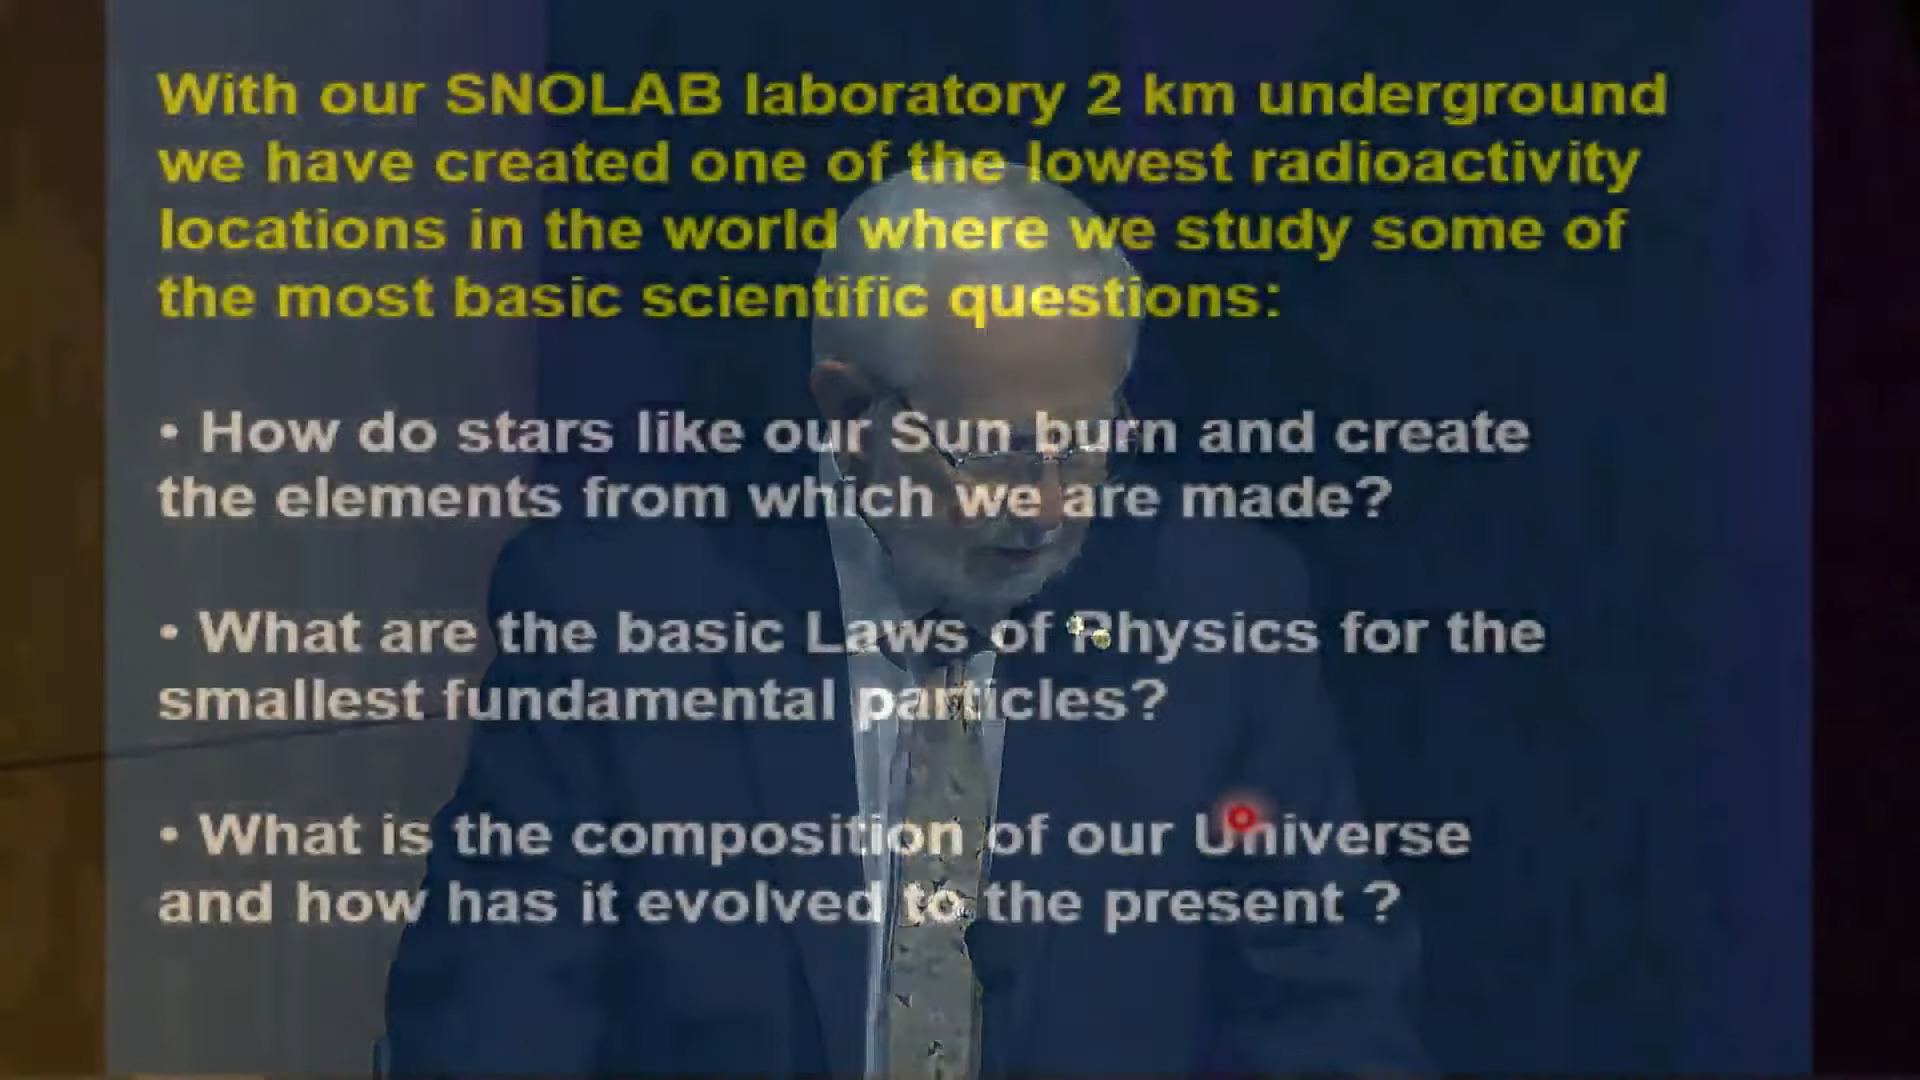 With our SNOLAB laboratory 2 km underground
we have created one of the lowest radioactivity
locations in the world where we study some of
the most basic scientific questions:
• How do stars like our Sun burn and create
the elements from which we are made?
• What are the basic Laws of Physics for the
smallest fundamental particles?
• What is the composition of our Universe
and how has it evolved to the present ?